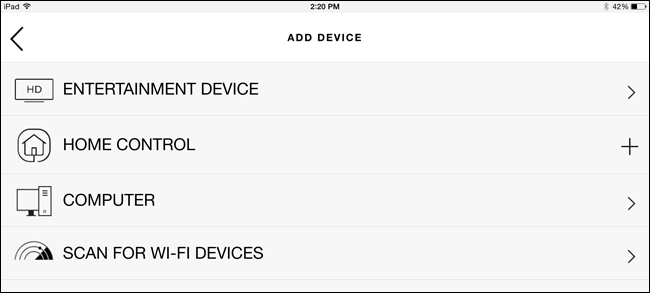 iPad 2:20 PM 42%
ADD DEVICE
HD ENTERTAINMENT DEVICE
HOME CONTROL
COMPUTER
SCAN FOR WI-FI DEVICES